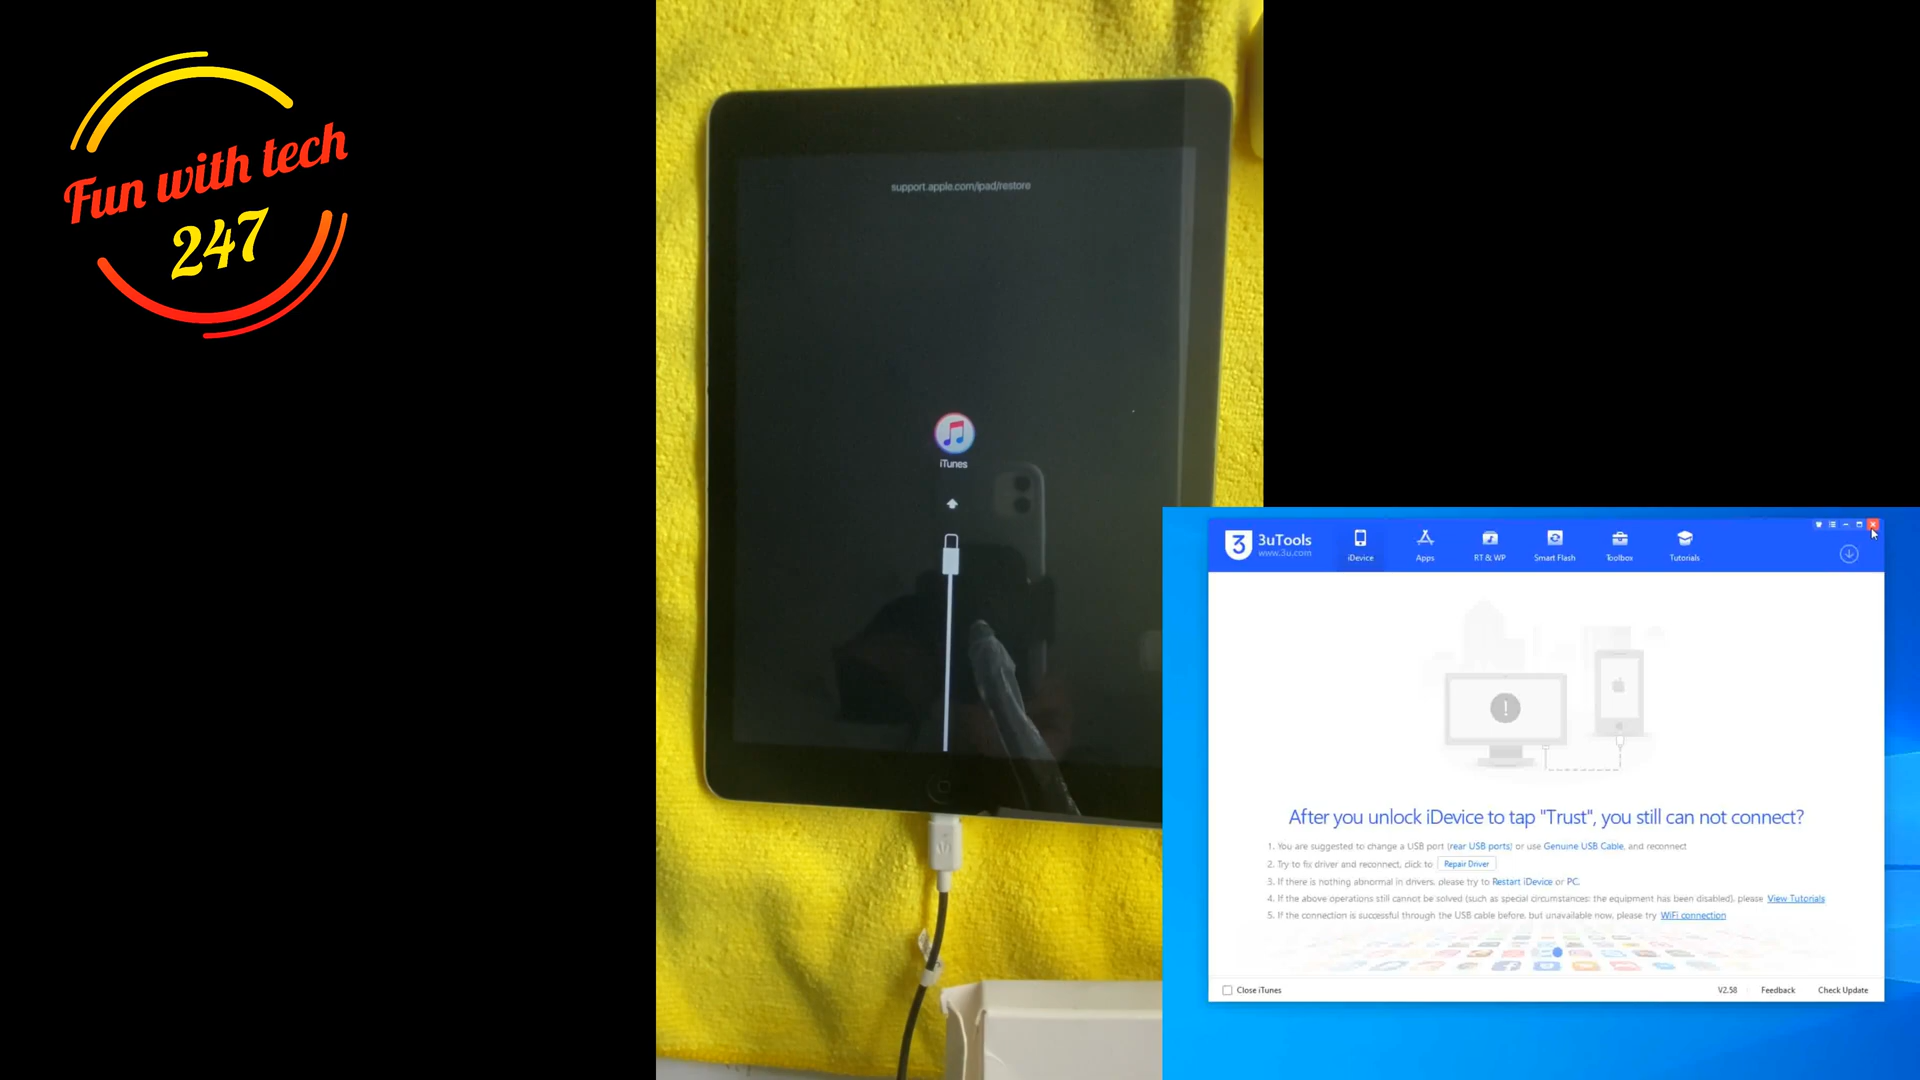 Fun with tech
247
support.apple.com/ipad/restore
iTunes
3uTools
www.3u.com
iDevice
Apps
RT & WP
Smart Flash
Toolbox
Tutorials
After you unlock iDevice to tap "Trust", you still can not connect?
1. You are suggested to change a USB port (rear USB ports) or use Genuine USB Cable, and reconnect
2. Try to fix driver and reconnect, click to Repair Driver
3. If there is nothing abnormal in drivers, please try to Restart iDevice or PC.
4. If the above operations still cannot be solved (such as special circumstances: the equipment has been disabled), please View Tutorials
5. If the connection is successful through the USB cable before, but unavailable now, please try WiFi connection
Close iTunes
V2.58
Feedback
Check Update